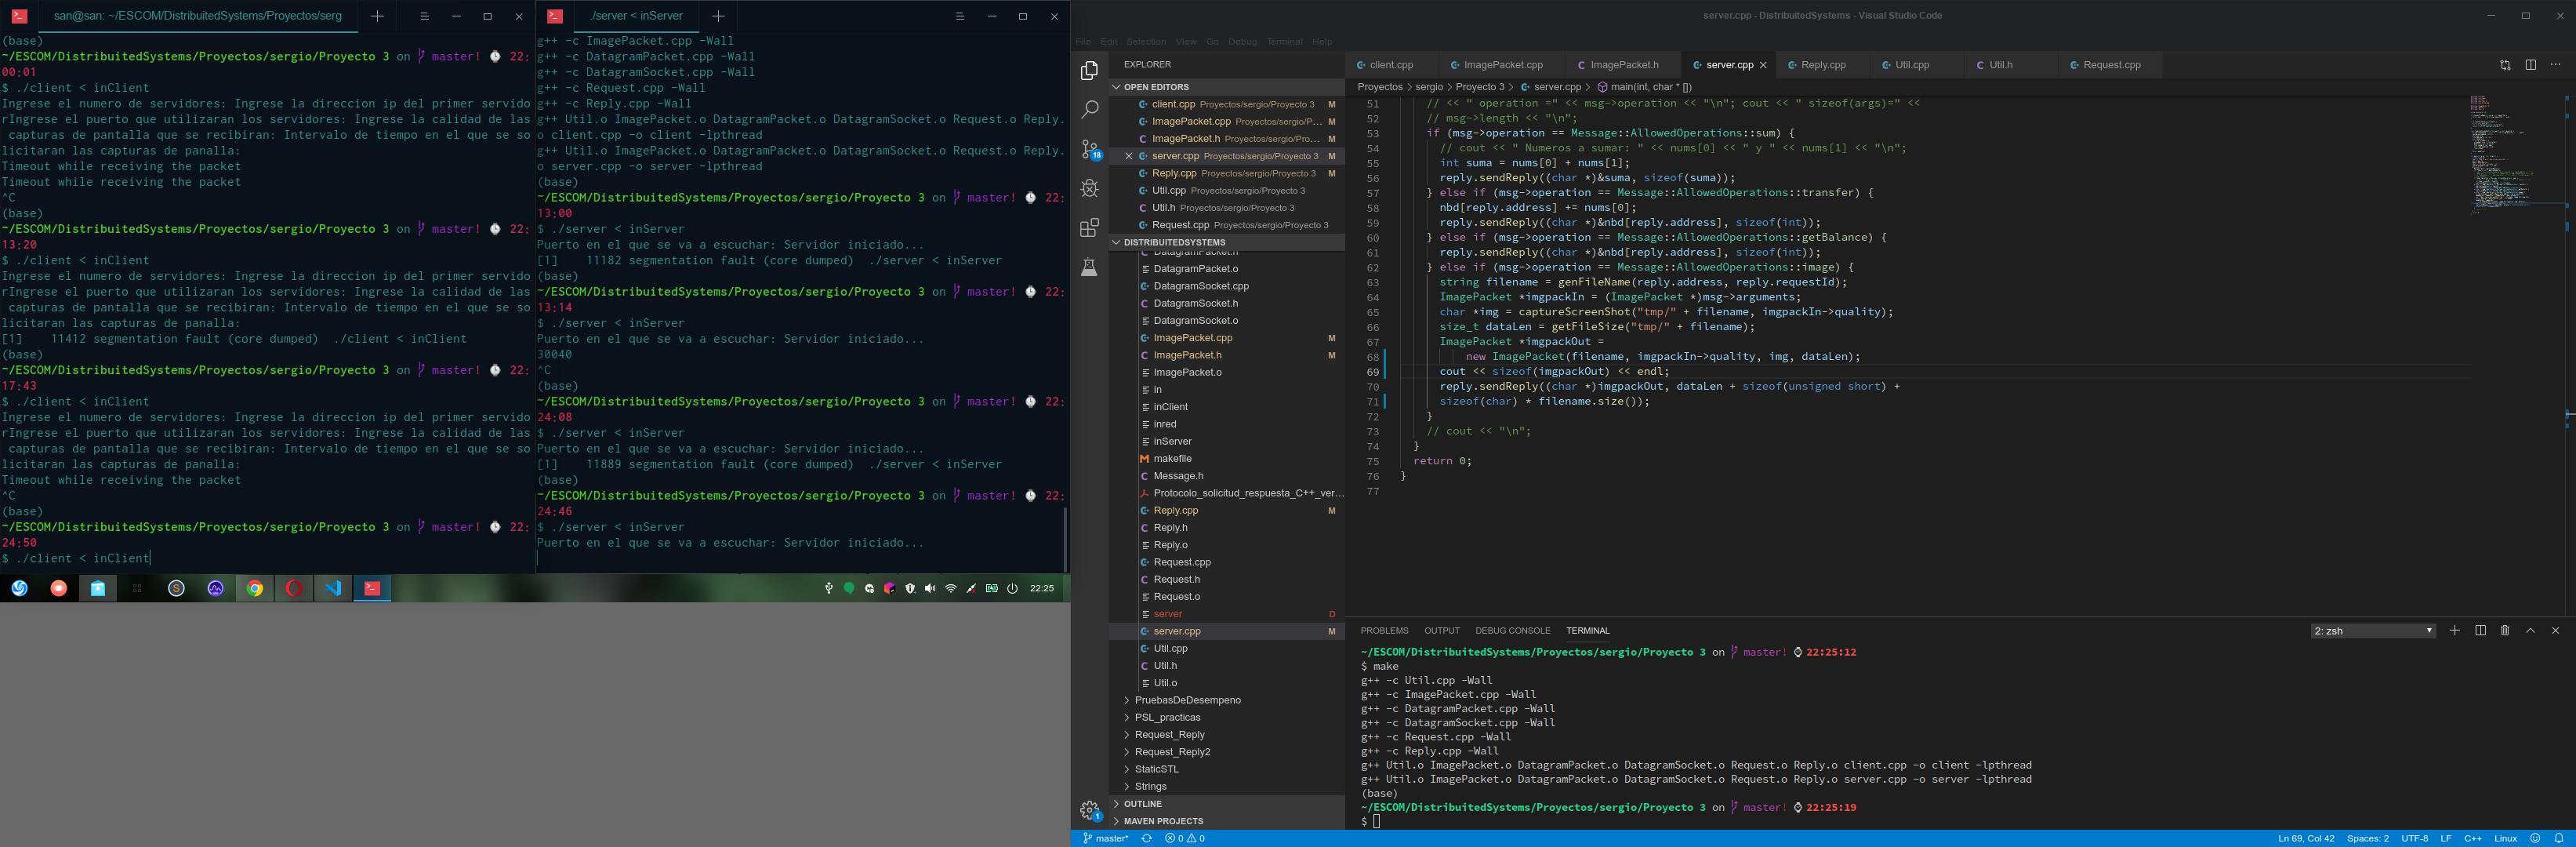 san@san: ~/ESCOM/DistribuitedSystems/Proyectos/serg
(base)
~/ESCOM/DistribuitedSystems/Proyectos/sergio/Proyecto 3 on master! 22:
00:01
$ ./client < inClient
Ingrese el numero de servidores: Ingrese la direccion ip del primer servido
rIngrese el puerto que utilizaran los servidores: Ingrese la calidad de las
capturas de pantalla que se recibiran: Intervalo de tiempo en el que se so
licitaran las capturas de panalla:
Timeout while receiving the packet
Timeout while receiving the packet
^C
(base)
~/ESCOM/DistribuitedSystems/Proyectos/sergio/Proyecto 3 on master! 22:
13:20
$ ./client < inClient
Ingrese el numero de servidores: Ingrese la direccion ip del primer servido
rIngrese el puerto que utilizaran los servidores: Ingrese la calidad de las
capturas de pantalla que se recibiran: Intervalo de tiempo en el que se so
licitaran las capturas de panalla:
[1] 11412 segmentation fault (core dumped) ./client < inClient
(base)
~/ESCOM/DistribuitedSystems/Proyectos/sergio/Proyecto 3 on master! 22:
17:43
$ ./client < inClient
Ingrese el numero de servidores: Ingrese la direccion ip del primer servido
rIngrese el puerto que utilizaran los servidores: Ingrese la calidad de las
capturas de pantalla que se recibiran: Intervalo de tiempo en el que se so
licitaran las capturas de panalla:
Timeout while receiving the packet
^C
(base)
~/ESCOM/DistribuitedSystems/Proyectos/sergio/Proyecto 3 on master! 22:
24:50
$ ./client < inClient
./server < inServer
g++ -c ImagePacket.cpp -Wall
g++ -c DatagramPacket.cpp -Wall
g++ -c DatagramSocket.cpp -Wall
g++ -c Request.cpp -Wall
g++ -c Reply.cpp -Wall
g++ Util.o ImagePacket.o DatagramPacket.o DatagramSocket.o Request.o Reply.
o client.cpp -o client -lpthread
g++ Util.o ImagePacket.o DatagramPacket.o DatagramSocket.o Request.o Reply.
o server.cpp -o server -lpthread
(base)
~/ESCOM/DistribuitedSystems/Proyectos/sergio/Proyecto 3 on master! 22:
13:00
$ ./server < inServer
Puerto en el que se va a escuchar: Servidor iniciado...
[1] 11182 segmentation fault (core dumped) ./server < inServer
(base)
~/ESCOM/DistribuitedSystems/Proyectos/sergio/Proyecto 3 on master! 22:
13:14
$ ./server < inServer
Puerto en el que se va a escuchar: Servidor iniciado...
30040
^C
(base)
~/ESCOM/DistribuitedSystems/Proyectos/sergio/Proyecto 3 on master! 22:
24:08
$ ./server < inServer
Puerto en el que se va a escuchar: Servidor iniciado...
[1] 11889 segmentation fault (core dumped) ./server < inServer
(base)
~/ESCOM/DistribuitedSystems/Proyectos/sergio/Proyecto 3 on master! 22:
24:46
$ ./server < inServer
Puerto en el que se va a escuchar: Servidor iniciado...
22:25
server.cpp - DistribuitedSystems - Visual Studio Code
File Edit Selection View Go Debug Terminal Help
EXPLORER
OPEN EDITORS
client.cpp Proyectos/sergio/Proyecto 3 M
ImagePacket.cpp Proyectos/sergio/P... M
ImagePacket.h Proyectos/sergio/Pro... M
server.cpp Proyectos/sergio/Proyecto 3 M
Reply.cpp Proyectos/sergio/Proyecto 3 M
Util.cpp Proyectos/sergio/Proyecto 3
Util.h Proyectos/sergio/Proyecto 3
Request.cpp Proyectos/sergio/Proyecto 3
18
DISTRIBUITEDSYSTEMS
DatagramPacket.h
DatagramPacket.o
DatagramSocket.cpp
DatagramSocket.h
DatagramSocket.o
ImagePacket.cpp M
ImagePacket.h M
ImagePacket.o
in
inClient
inred
inServer
makefile
Message.h
Protocolo_solicitud_respuesta_C++_ver...
Reply.cpp M
Reply.h
Reply.o
Request.cpp
Request.h
Request.o
server D
server.cpp M
Util.cpp
Util.h
Util.o
PruebasDeDesempeno
PSL_practicas
Request_Reply
Request_Reply2
StaticSTL
Strings
OUTLINE
MAVEN PROJECTS
1
client.cpp ImagePacket.cpp ImagePacket.h server.cpp Reply.cpp Util.cpp Util.h Request.cpp
Proyectos > sergio > Proyecto 3 > server.cpp > main(int, char * [])
51 // << " operation =" << msg->operation << "\n"; cout << " sizeof(args)=" <<
52 // msg->length << "\n";
53 if (msg->operation == Message::AllowedOperations::sum) {
54 // cout << " Numeros a sumar: " << nums[0] << " y " << nums[1] << "\n";
55 int suma = nums[0] + nums[1];
56 reply.sendReply((char *)&suma, sizeof(suma));
57 } else if (msg->operation == Message::AllowedOperations::transfer) {
58 nbd[reply.address] += nums[0];
59 reply.sendReply((char *)&nbd[reply.address], sizeof(int));
60 } else if (msg->operation == Message::AllowedOperations::getBalance) {
61 reply.sendReply((char *)&nbd[reply.address], sizeof(int));
62 } else if (msg->operation == Message::AllowedOperations::image) {
63 string filename = genFileName(reply.address, reply.requestId);
64 ImagePacket *imgpackIn = (ImagePacket *)msg->arguments;
65 char *img = captureScreenShot("tmp/" + filename, imgpackIn->quality);
66 size_t dataLen = getFileSize("tmp/" + filename);
67 ImagePacket *imgpackOut =
68 new ImagePacket(filename, imgpackIn->quality, img, dataLen);
69 cout << sizeof(imgpackOut) << endl;
70 reply.sendReply((char *)imgpackOut, dataLen + sizeof(unsigned short) +
71 sizeof(char) * filename.size());
72 }
73 // cout << "\n";
74 }
75 return 0;
76 }
77
PROBLEMS OUTPUT DEBUG CONSOLE TERMINAL
2: zsh
~/ESCOM/DistribuitedSystems/Proyectos/sergio/Proyecto 3 on master! 22:25:12
$ make
g++ -c Util.cpp -Wall
g++ -c ImagePacket.cpp -Wall
g++ -c DatagramPacket.cpp -Wall
g++ -c DatagramSocket.cpp -Wall
g++ -c Request.cpp -Wall
g++ -c Reply.cpp -Wall
g++ Util.o ImagePacket.o DatagramPacket.o DatagramSocket.o Request.o Reply.o client.cpp -o client -lpthread
g++ Util.o ImagePacket.o DatagramPacket.o DatagramSocket.o Request.o Reply.o server.cpp -o server -lpthread
(base)
~/ESCOM/DistribuitedSystems/Proyectos/sergio/Proyecto 3 on master! 22:25:19
$
master* 0 0 Ln 69, Col 42 Spaces: 2 UTF-8 LF C++ Linux